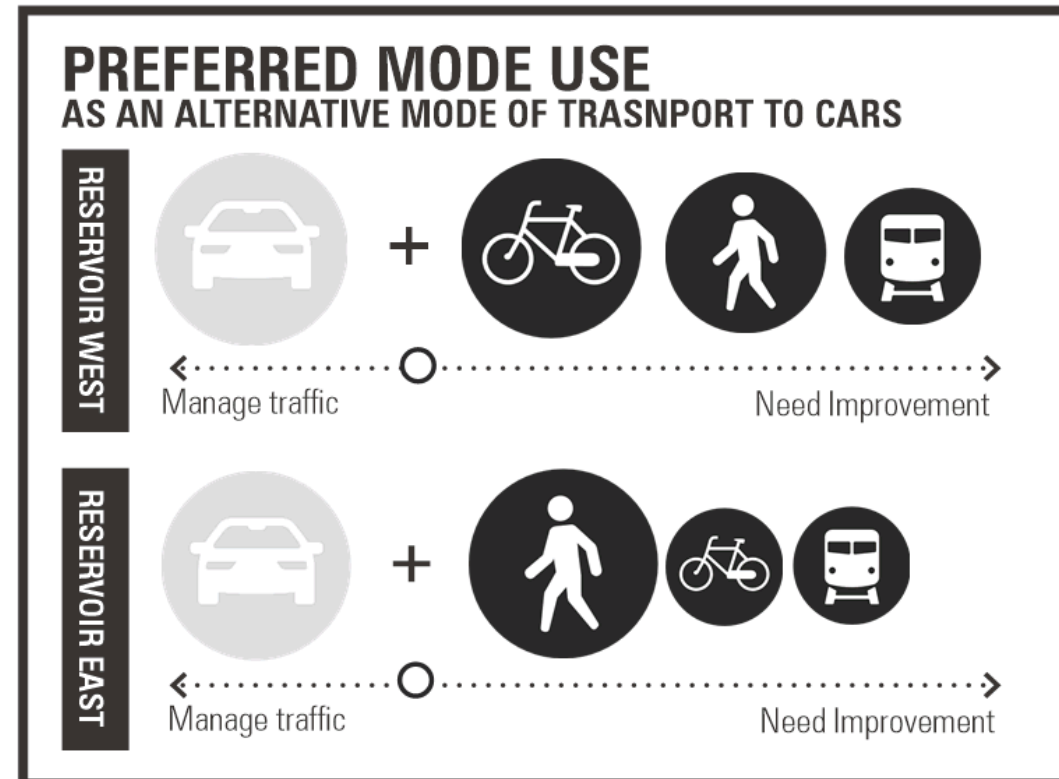 PREFERRED MODE USE
AS AN ALTERNATIVE MODE OF TRASNPORT TO CARS
RESERVOIR WEST
+
Manage traffic
Need Improvement
RESERVOIR EAST
+
Manage traffic
Need Improvement